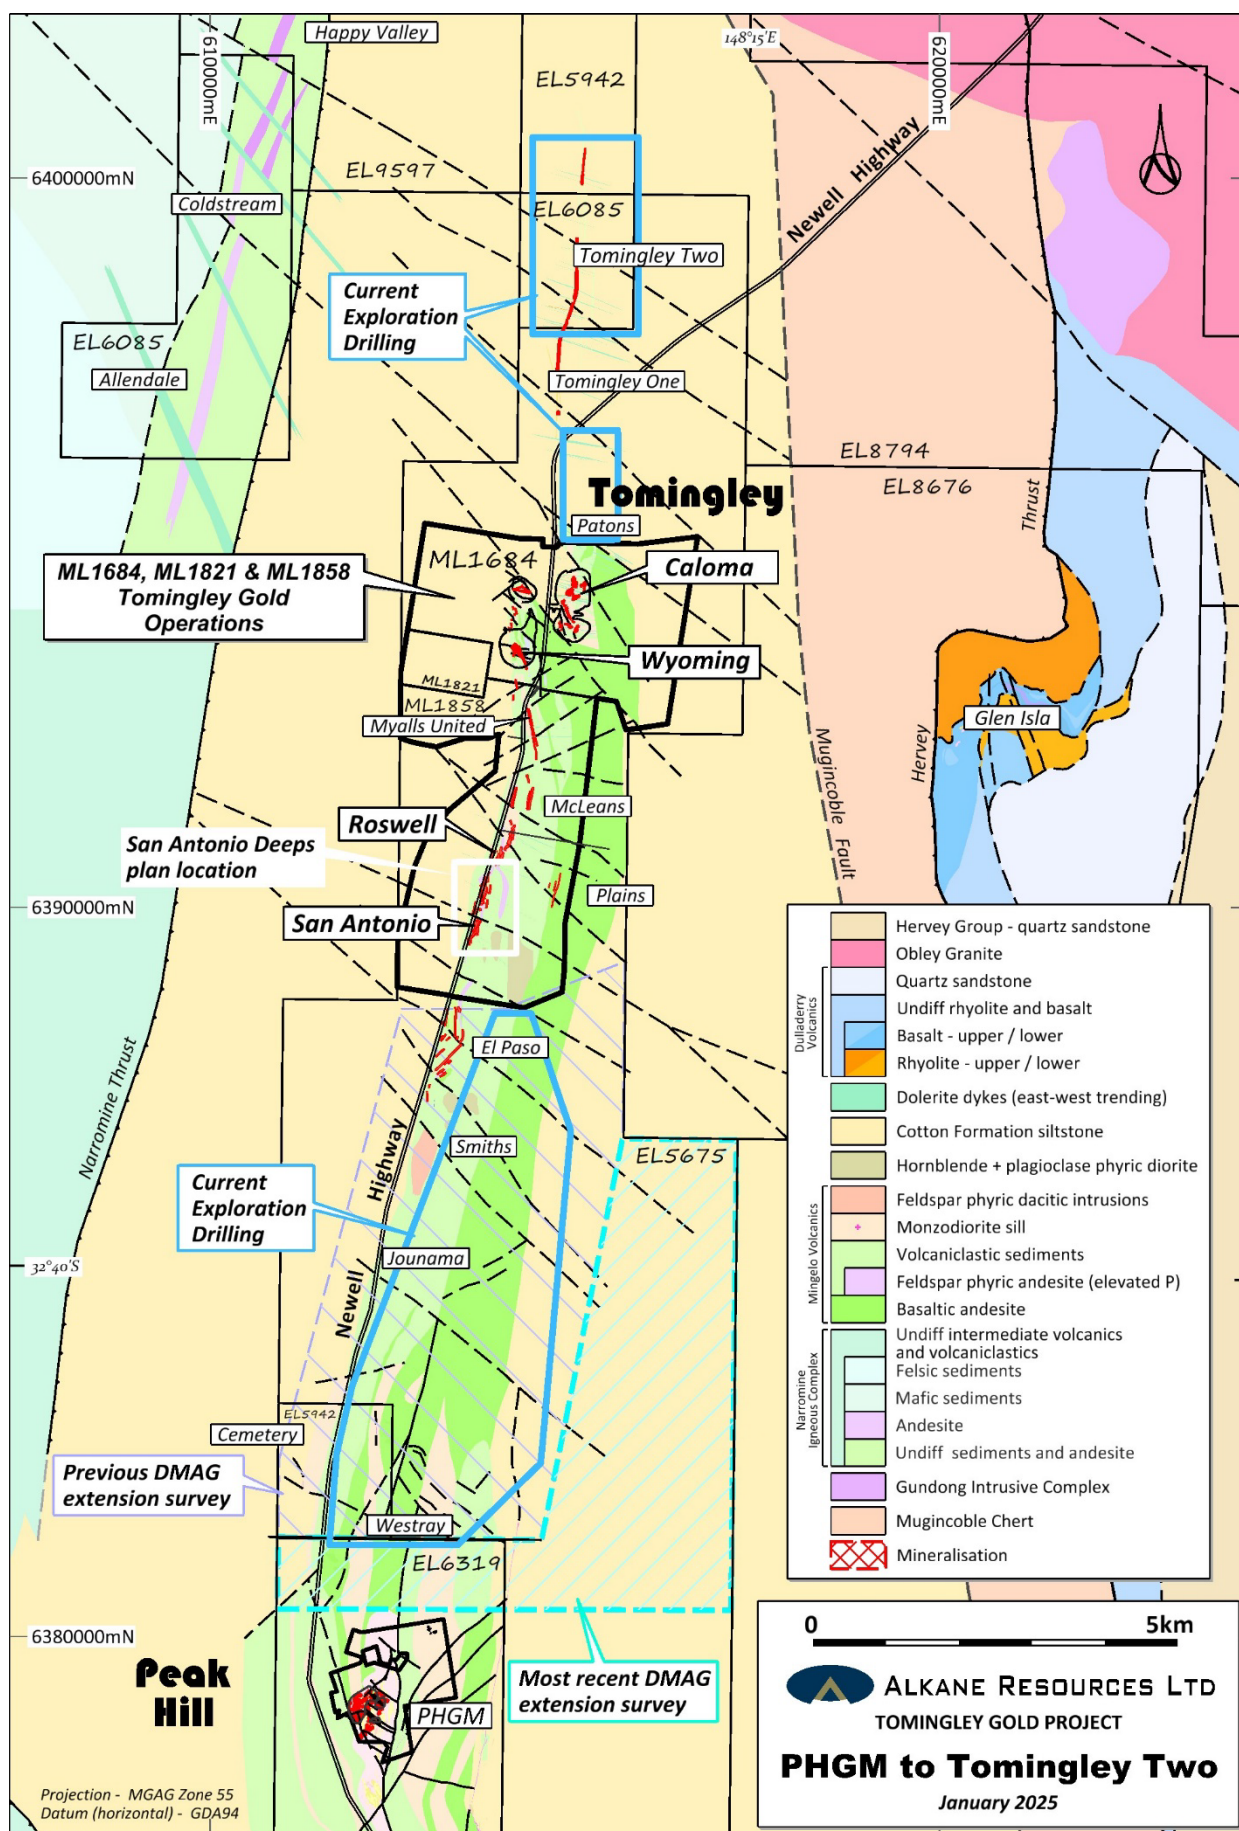 Happy Valley
610000mE
148°15'E
620000mE
EL5942
Newell Highway
6400000mN
EL9597
Coldstream
EL6085
Tomingley Two
Current
Exploration
Drilling
EL6085
Allendale
Tomingley One
EL8794
EL8676
Thrust
Tomingley
Patons
ML1684
ML1684, ML1821 & ML1858
Tomingley Gold
Operations
Caloma
Wyoming
ML1821
ML1858
Myalls United
Glen Isla
Hervey
Mugincoble Fault
McLeans
Roswell
San Antonio Deeps
plan location
Plains
6390000mN
San Antonio
El Paso
Narromine Thrust
Highway
Smiths
EL5675
Current
Exploration
Drilling
Jounama
32°40'S
Newell
EL5942
Cemetery
Previous DMAG
extension survey
Westray
EL6319
6380000mN
Peak
Hill
PHGM
Most recent DMAG
extension survey
Projection - MGAG Zone 55
Datum (horizontal) - GDA94
Hervey Group - quartz sandstone
Obley Granite
Dulladerry
Volcanics
Quartz sandstone
Undiff rhyolite and basalt
Basalt - upper / lower
Rhyolite - upper / lower
Dolerite dykes (east-west trending)
Cotton Formation siltstone
Hornblende + plagioclase phyric diorite
Mingelo Volcanics
Feldspar phyric dacitic intrusions
Monzodiorite sill
Volcaniclastic sediments
Feldspar phyric andesite (elevated P)
Basaltic andesite
Narromine
Igneous Complex
Undiff intermediate volcanics
and volcaniclastics
Felsic sediments
Mafic sediments
Andesite
Undiff sediments and andesite
Gundong Intrusive Complex
Mugincoble Chert
Mineralisation
0 5km
ALKANE RESOURCES LTD
TOMINGLEY GOLD PROJECT
PHGM to Tomingley Two
January 2025